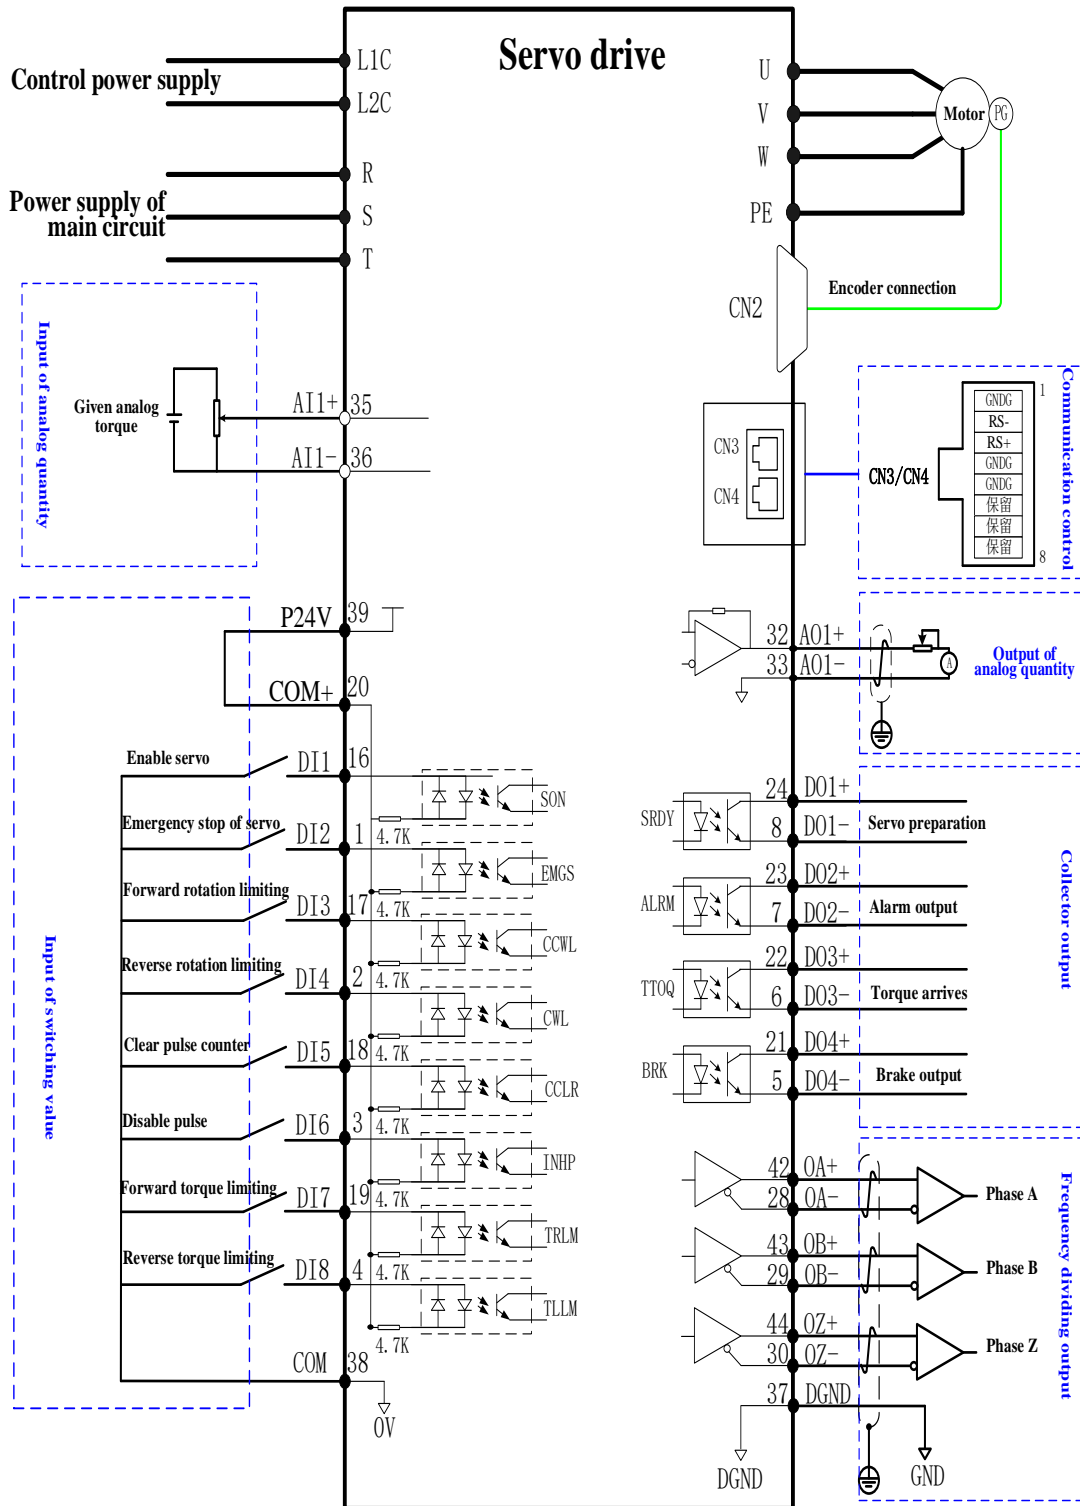 Servo drive
Control power supply
L1C
L2C
R
Power supply of
main circuit
S
T
U
V
W
PE
Motor
PG
CN2
Encoder connection
Input of analog quantity
Given analog
torque
AI1+
35
AI1-
36
CN3
CN4
CN3/CN4
1
GNDG
RS-
RS+
GNDG
GNDG
保留
保留
保留
8
Communication control
P24V
39
COM+
20
Input of switching value
Enable servo
DI1
16
SON
4.7K
Emergency stop of servo
DI2
1
EMGS
4.7K
Forward rotation limiting
DI3
17
CCWL
4.7K
Reverse rotation limiting
DI4
2
CWL
4.7K
Clear pulse counter
DI5
18
CCLR
4.7K
Disable pulse
DI6
3
INHP
4.7K
Forward torque limiting
DI7
19
TRLM
4.7K
Reverse torque limiting
DI8
4
TLLM
4.7K
COM
38
0V
32
AO1+
33
AO1-
A
Output of
analog quantity
SRDY
24
DO1+
8
DO1-
Servo preparation
ALRM
23
DO2+
7
DO2-
Alarm output
TTOQ
22
DO3+
6
DO3-
Torque arrives
BRK
21
DO4+
5
DO4-
Brake output
Collector output
42
OA+
28
OA-
Phase A
43
OB+
29
OB-
Phase B
44
OZ+
30
OZ-
Phase Z
37
DGND
DGND
GND
Frequency dividing output